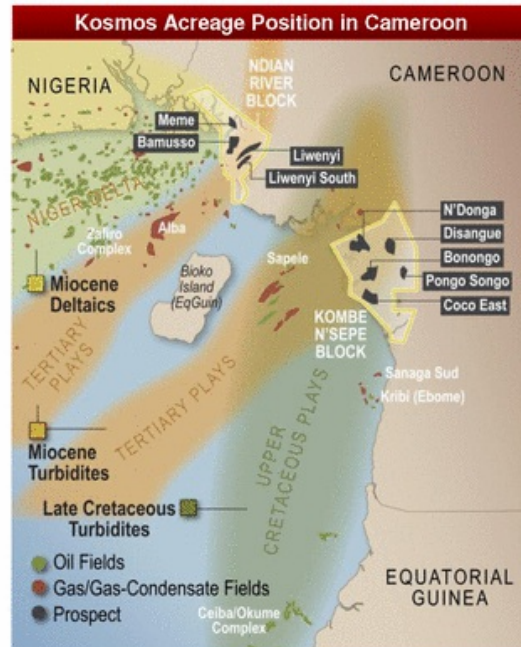 Kosmos Acreage Position in Cameroon
NIGERIA
NDIAN
RIVER
BLOCK
CAMEROON
Meme
Bamusso
Liwenyi
Liwenyi South
NIGER DELTA
Zafiro
Complex
Alba
N'Donga
Disangue
Bonongo
Pongo Songo
Coco East
Miocene
Deltaics
Bioko
Island
(EqGuin)
Sapele
KOMBE
N'SEPE
BLOCK
TERTIARY PLAYS
TERTIARY PLAYS
Sanaga Sud
Kribi (Ebome)
Miocene
Turbidites
UPPER
CRETACEOUS PLAYS
Late Cretaceous
Turbidites
Oil Fields
Gas/Gas-Condensate Fields
Prospect
EQUATORIAL
GUINEA
Ceiba/Okume
Complex